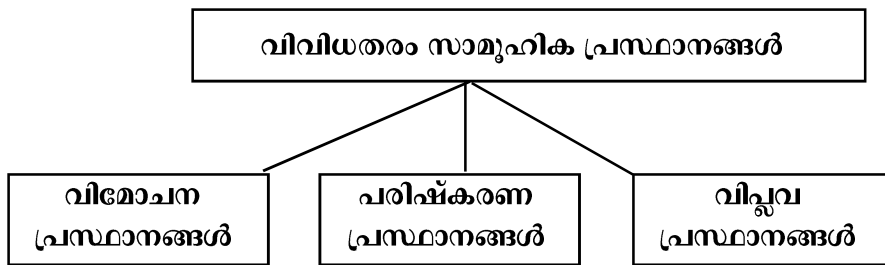 വിവിധതരം സാമൂഹിക പ്രസ്ഥാനങ്ങൾ
വിമോചന
പ്രസ്ഥാനങ്ങൾ
പരിഷ്കരണ
പ്രസ്ഥാനങ്ങൾ
വിപ്ലവ
പ്രസ്ഥാനങ്ങൾ